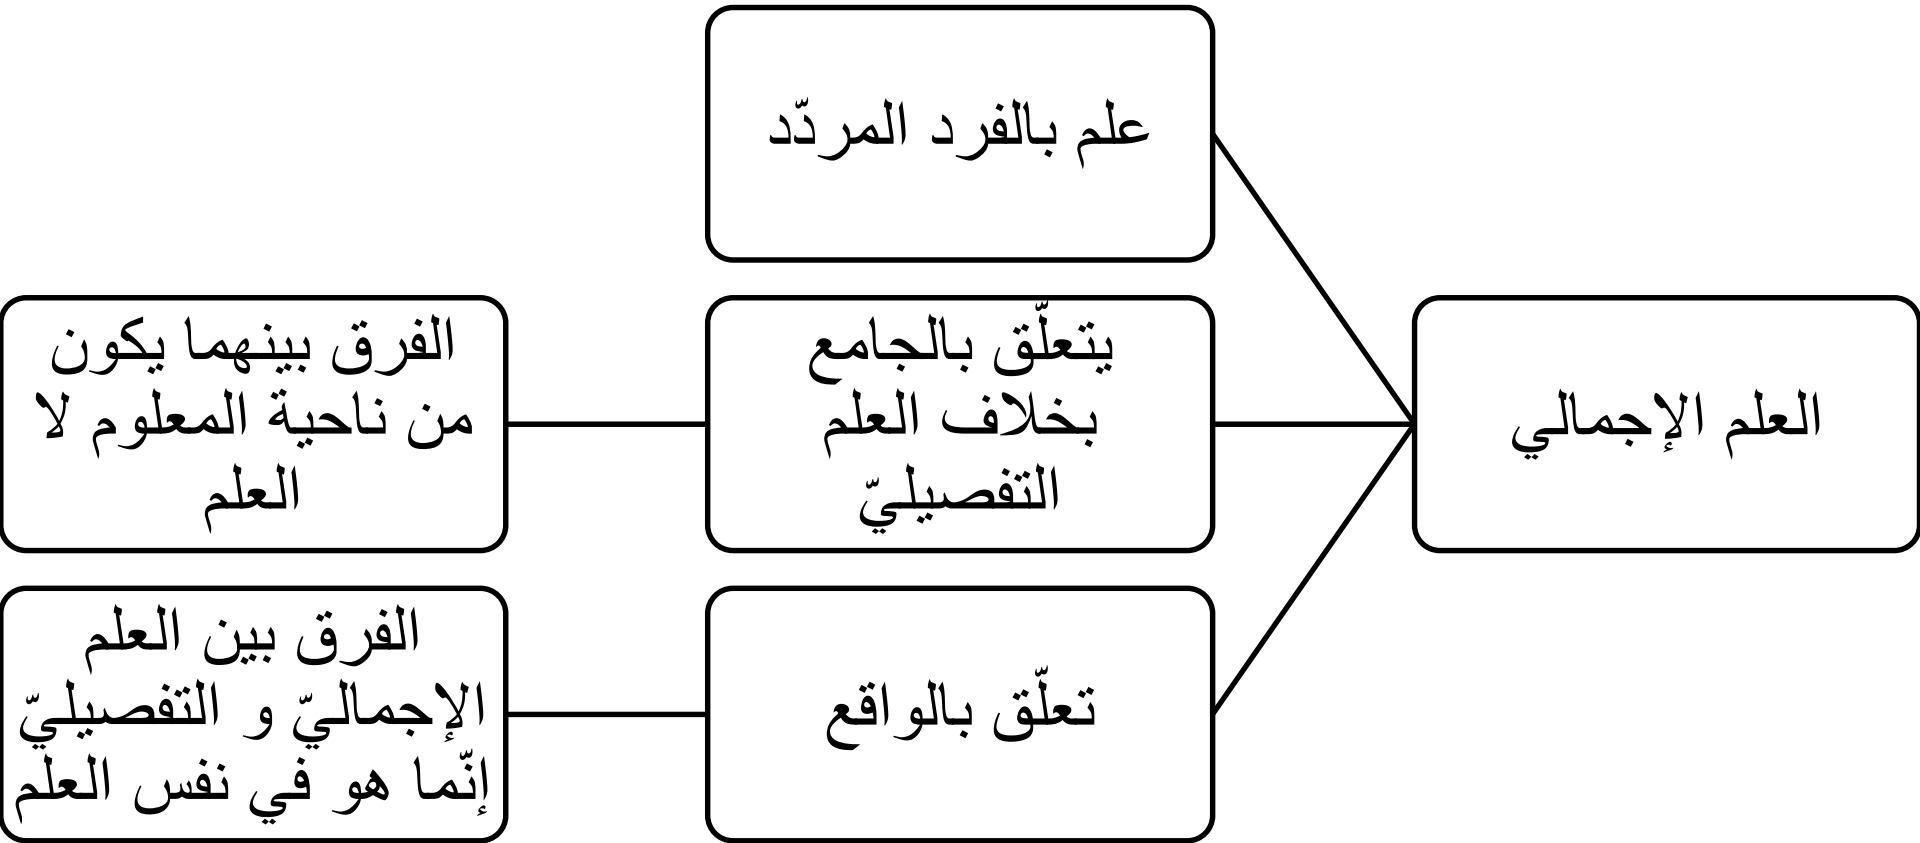 العلم الإجمالي
علم بالفرد المردّد
يتعلّق بالجامع
بخلاف العلم
التفصيليّ
الفرق بينهما يكون
من ناحية المعلوم لا
العلم
تعلّق بالواقع
الفرق بين العلم
الإجماليّ و التفصيليّ
إنّما هو في نفس العلم